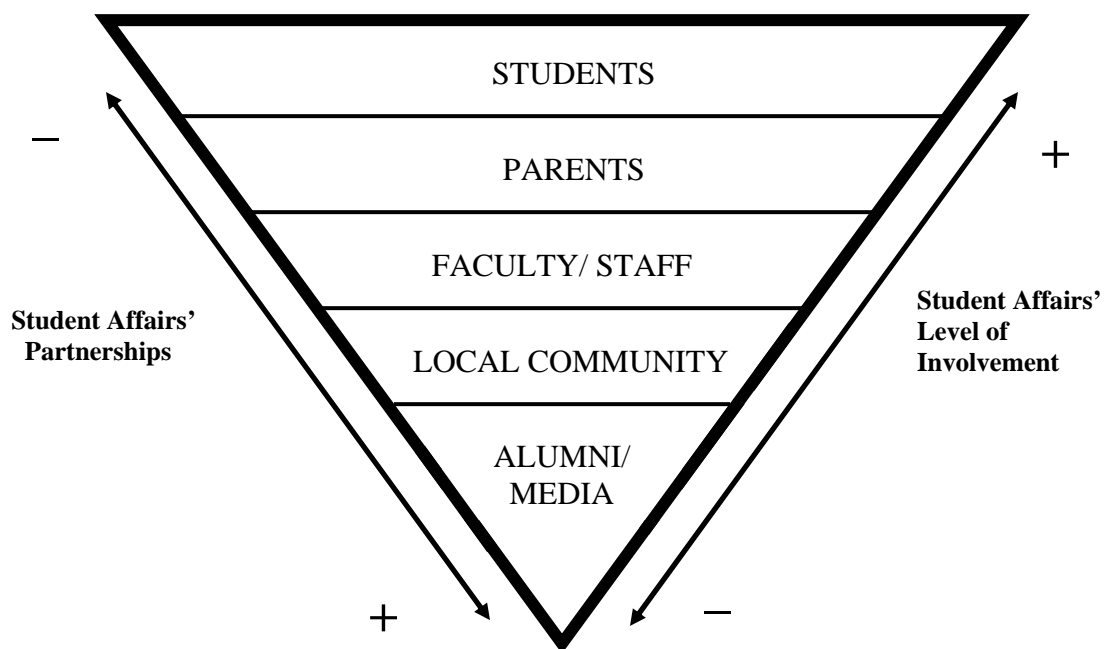 STUDENTS
−
+
PARENTS
FACULTY/ STAFF
Student Affairs’
Partnerships
Student Affairs’
Level of
Involvement
LOCAL COMMUNITY
ALUMNI/
MEDIA
+
−